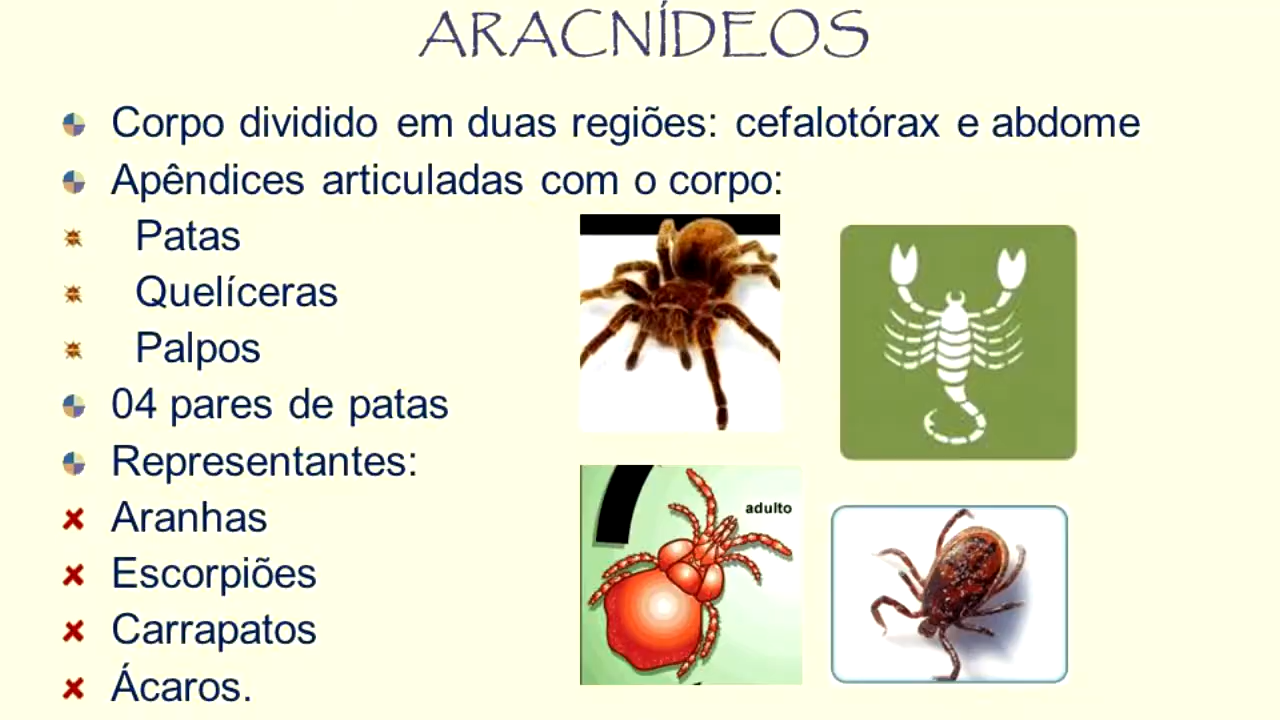 ARACNÍDEOS
Corpo dividido em duas regiões: cefalotórax e abdome
Apêndices articuladas com o corpo:
Patas
Quelíceras
Palpos
04 pares de patas
Representantes:
Aranhas
Escorpiões
Carrapatos
Ácaros.
adulto